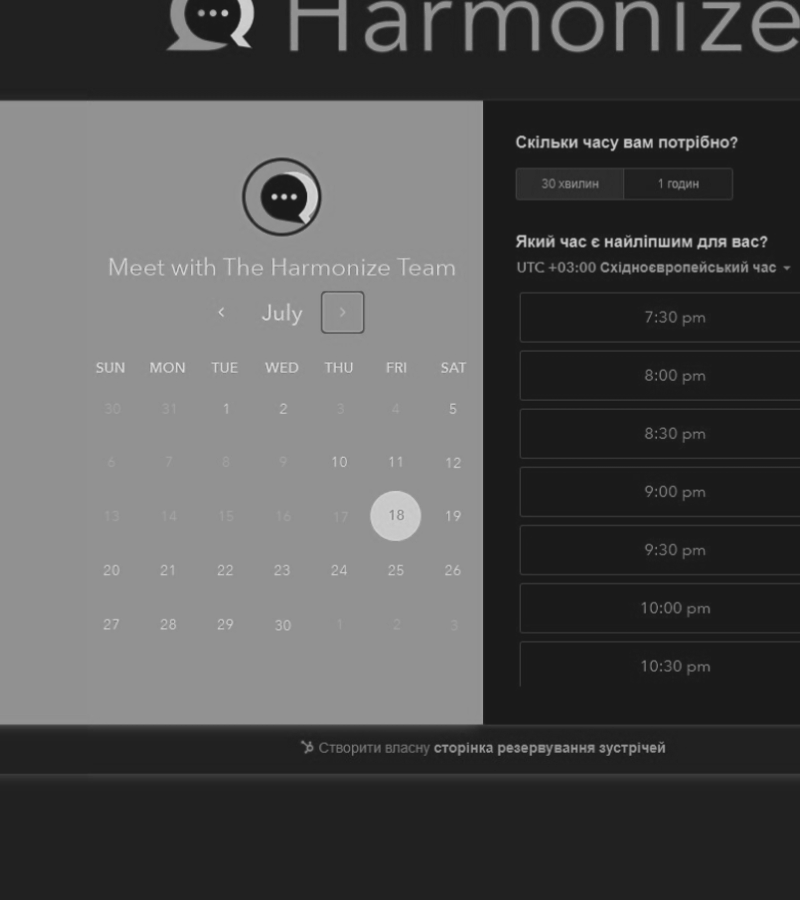 Harmonize
Meet with The Harmonize Team
July
SUN MON TUE WED THU FRI SAT
30 31 1 2 3 4 5
6 7 8 9 10 11 12
13 14 15 16 17 18 19
20 21 22 23 24 25 26
27 28 29 30 1 2 3
Скільки часу вам потрібно?
30 хвилин 1 годин
Який час є найліпшим для вас?
UTC +03:00 Східноєвропейський час
7:30 pm
8:00 pm
8:30 pm
9:00 pm
9:30 pm
10:00 pm
10:30 pm
Створити власну сторінка резервування зустрічей